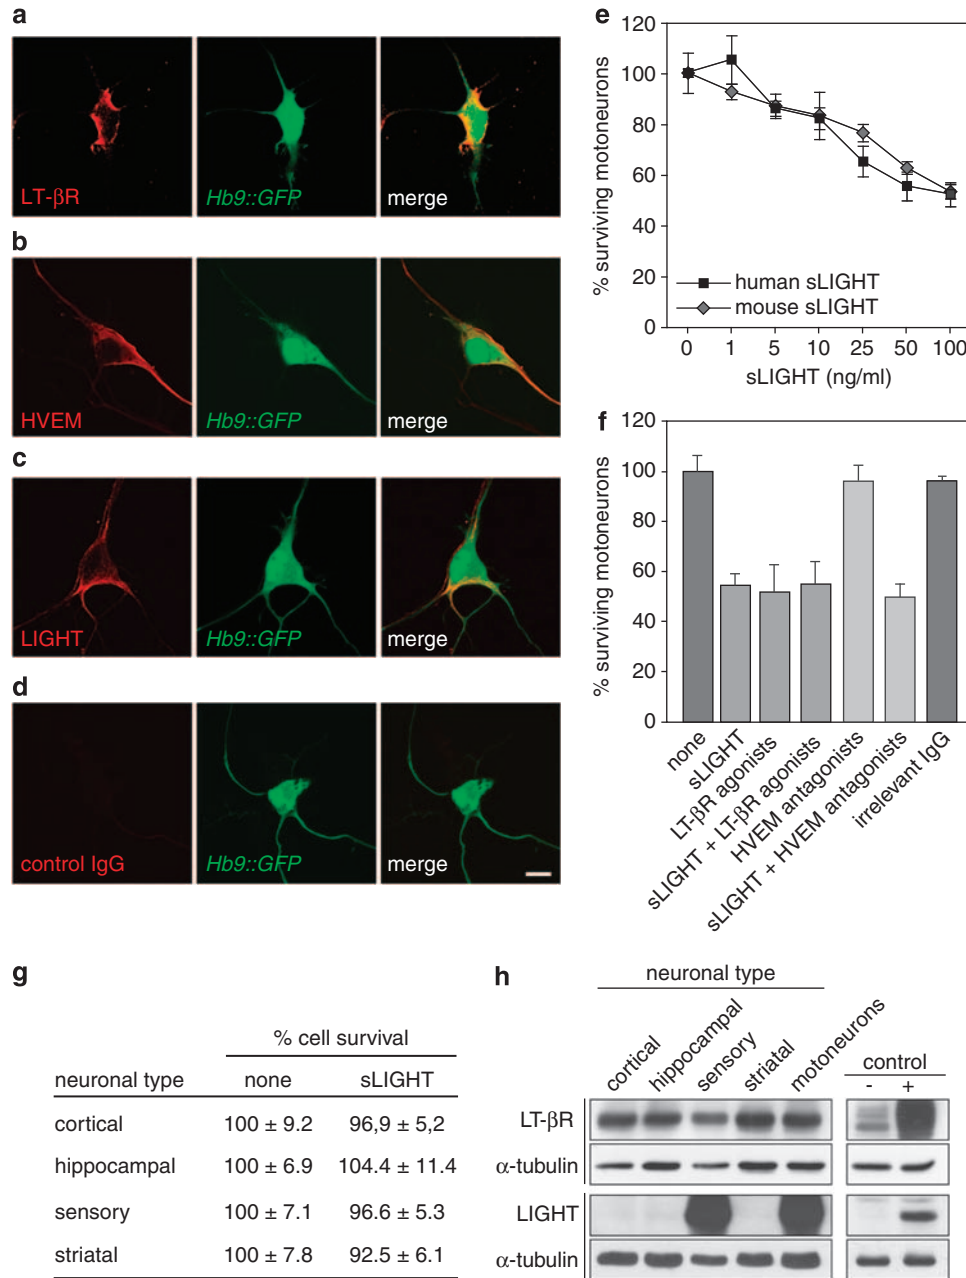 a
LT-βR
Hb9::GFP
merge
b
HVEM
Hb9::GFP
merge
c
LIGHT
Hb9::GFP
merge
d
control IgG
Hb9::GFP
merge
e
% surviving motoneurons
120
100
80
60
40
20
0
human sLIGHT
mouse sLIGHT
0 1 5 10 25 50 100
sLIGHT (ng/ml)
f
% surviving motoneurons
120
100
80
60
40
20
0
none
sLIGHT
LT-βR agonists
sLIGHT + LT-βR agonists
HVEM antagonists
sLIGHT + HVEM antagonists
irrelevant IgG
g
% cell survival
neuronal type none sLIGHT
cortical 100 ± 9.2 96,9 ± 5,2
hippocampal 100 ± 6.9 104.4 ± 11.4
sensory 100 ± 7.1 96.6 ± 5.3
striatal 100 ± 7.8 92.5 ± 6.1
h
neuronal type
cortical
hippocampal
sensory
striatal
motoneurons
control
- +
LT-βR
α-tubulin
LIGHT
α-tubulin